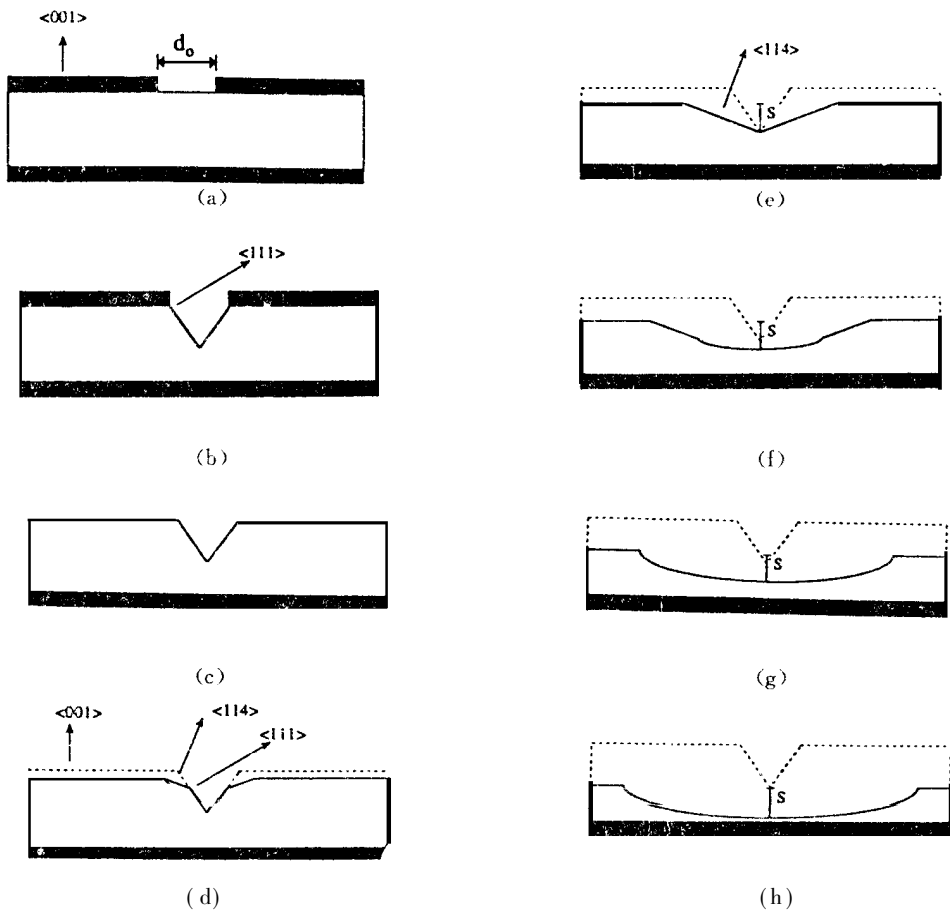 <001>
d₀
(a)
<111>
(b)
(c)
<001>
<114>
<111>
(d)
<114>
s
(e)
s
(f)
s
(g)
s
(h)